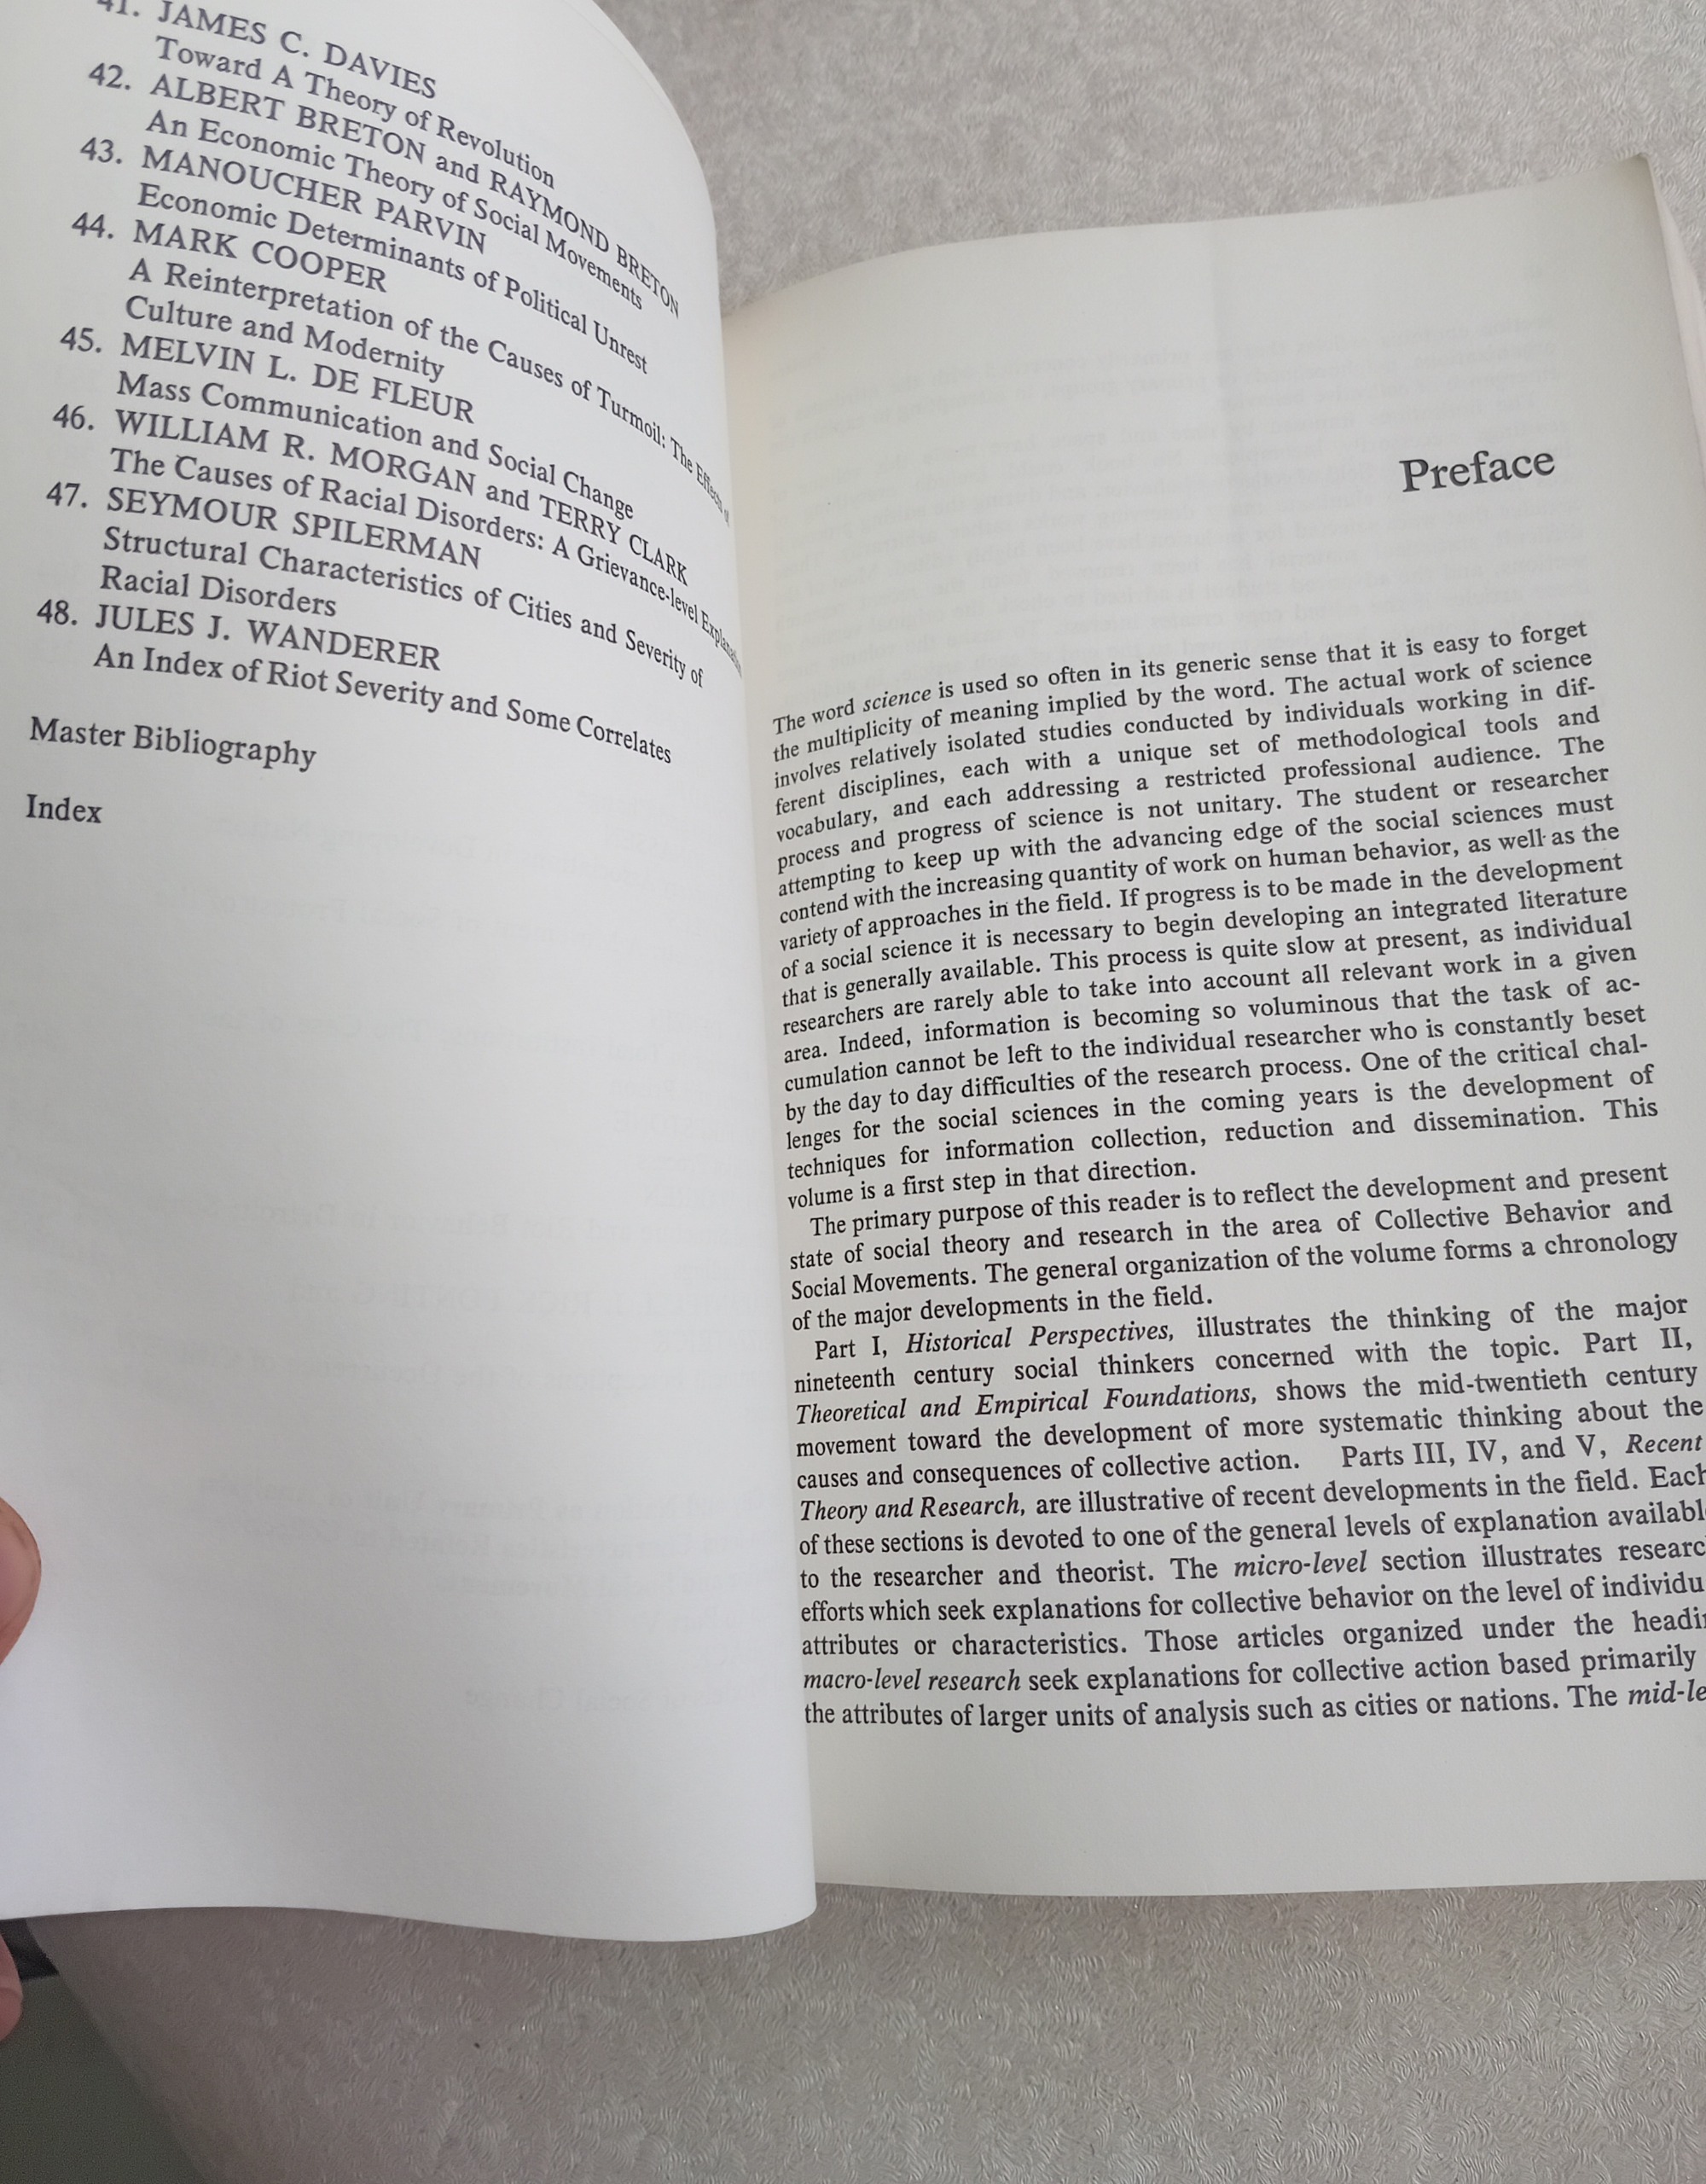 41. JAMES C. DAVIES
Toward A Theory of Revolution
42. ALBERT BRETON and RAYMOND BRETON
An Economic Theory of Social Movements
43. MANOUCHER PARVIN
Economic Determinants of Political Unrest
44. MARK COOPER
A Reinterpretation of the Causes of Turmoil: The Effects of
Culture and Modernity
45. MELVIN L. DE FLEUR
Mass Communication and Social Change
46. WILLIAM R. MORGAN and TERRY CLARK
The Causes of Racial Disorders: A Grievance-level
47. SEYMOUR SPILERMAN
Structural Characteristics of Cities and Severity of
Racial Disorders
48. JULES J. WANDERER
An Index of Riot Severity and Some Correlates
Master Bibliography
Index
Preface
The word science is used so often in its generic sense that it is easy to forget
the multiplicity of meaning implied by the word. The actual work of science
involves relatively isolated studies conducted by individuals working in dif-
ferent disciplines, each with a unique set of methodological tools and
vocabulary, and each addressing a restricted professional audience. The
process and progress of science is not unitary. The student or researcher
attempting to keep up with the advancing edge of the social sciences must
contend with the increasing quantity of work on human behavior, as well as the
variety of approaches in the field. If progress is to be made in the development
of a social science it is necessary to begin developing an integrated literature
that is generally available. This process is quite slow at present, as individual
researchers are rarely able to take into account all relevant work in a given
area. Indeed, information is becoming so voluminous that the task of ac-
cumulation cannot be left to the individual researcher who is constantly beset
by the day to day difficulties of the research process. One of the critical chal-
lenges for the social sciences in the coming years is the development of
techniques for information collection, reduction and dissemination. This
volume is a first step in that direction.
The primary purpose of this reader is to reflect the development and present
state of social theory and research in the area of Collective Behavior and
Social Movements. The general organization of the volume forms a chronology
of the major developments in the field.
Part I, Historical Perspectives, illustrates the thinking of the major
nineteenth century social thinkers concerned with the topic. Part II,
Theoretical and Empirical Foundations, shows the mid-twentieth century
movement toward the development of more systematic thinking about the
causes and consequences of collective action. Parts III, IV, and V, Recent
Theory and Research, are illustrative of recent developments in the field. Each
of these sections is devoted to one of the general levels of explanation availabl
to the researcher and theorist. The micro-level section illustrates researc
efforts which seek explanations for collective behavior on the level of individu
attributes or characteristics. Those articles organized under the headi
macro-level research seek explanations for collective action based primarily
the attributes of larger units of analysis such as cities or nations. The mid-le